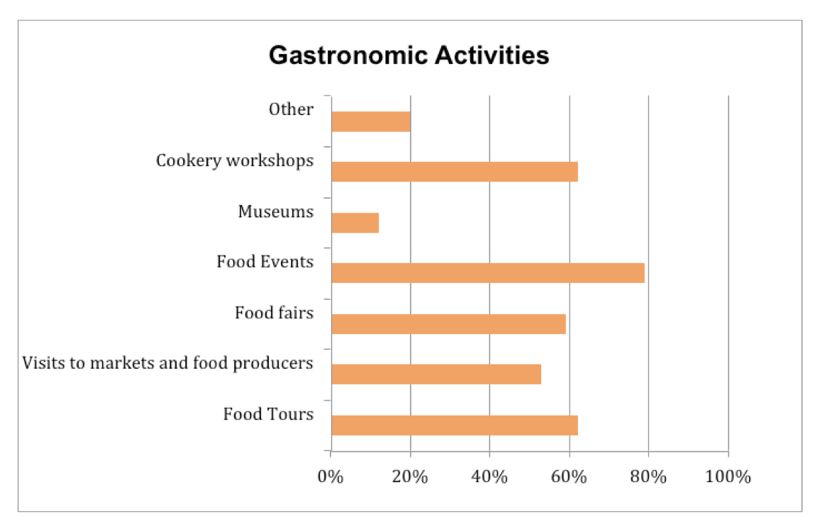 Gastronomic Activities
Other
Cookery workshops
Museums
Food Events
Food fairs
Visits to markets and food producers
Food Tours
0% 20% 40% 60% 80% 100%